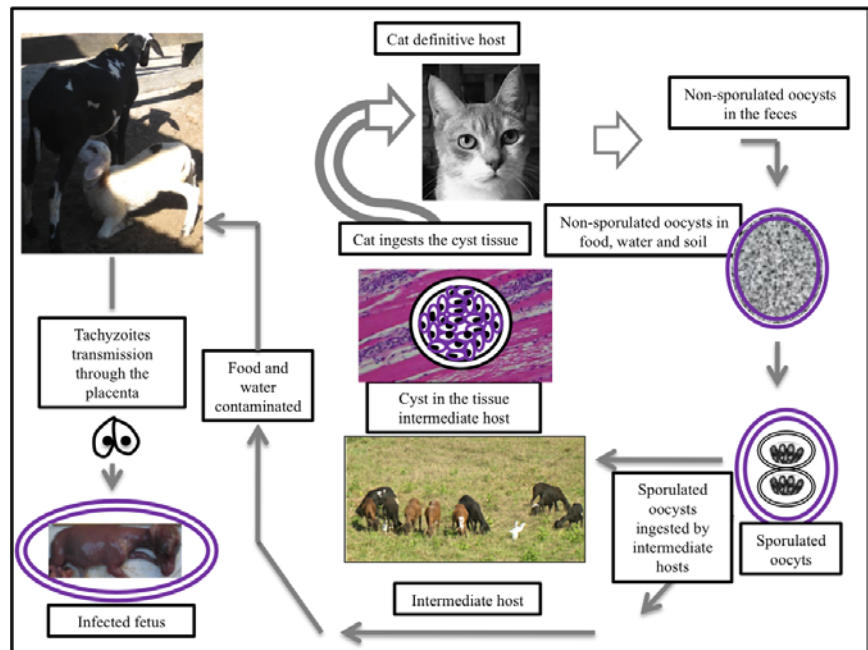 Cat definitive host
Non-sporulated oocysts
in the feces
Cat ingests the cyst tissue
Non-sporulated oocysts in
food, water and soil
Tachyzoites
transmission
through the
placenta
Food and
water
contaminated
Cyst in the tissue
intermediate host
Sporulated
oocysts
ingested by
intermediate
hosts
Sporulated
oocyts
Intermediate host
Infected fetus